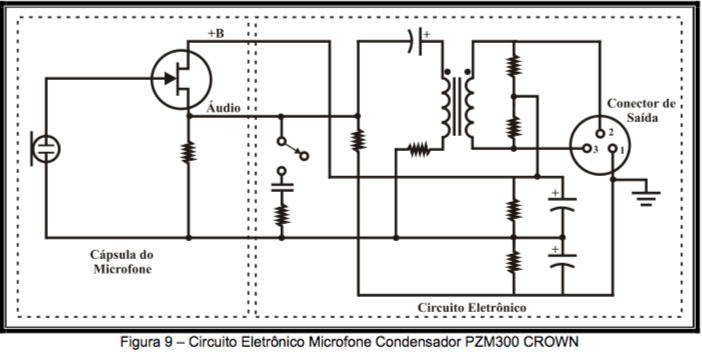 +B
Áudio
Conector de
Saída
2
3
1
+
+
+
Cápsula do
Microfone
Circuito Eletrônico
Figura 9 – Circuito Eletrônico Microfone Condensador PZM300 CROWN